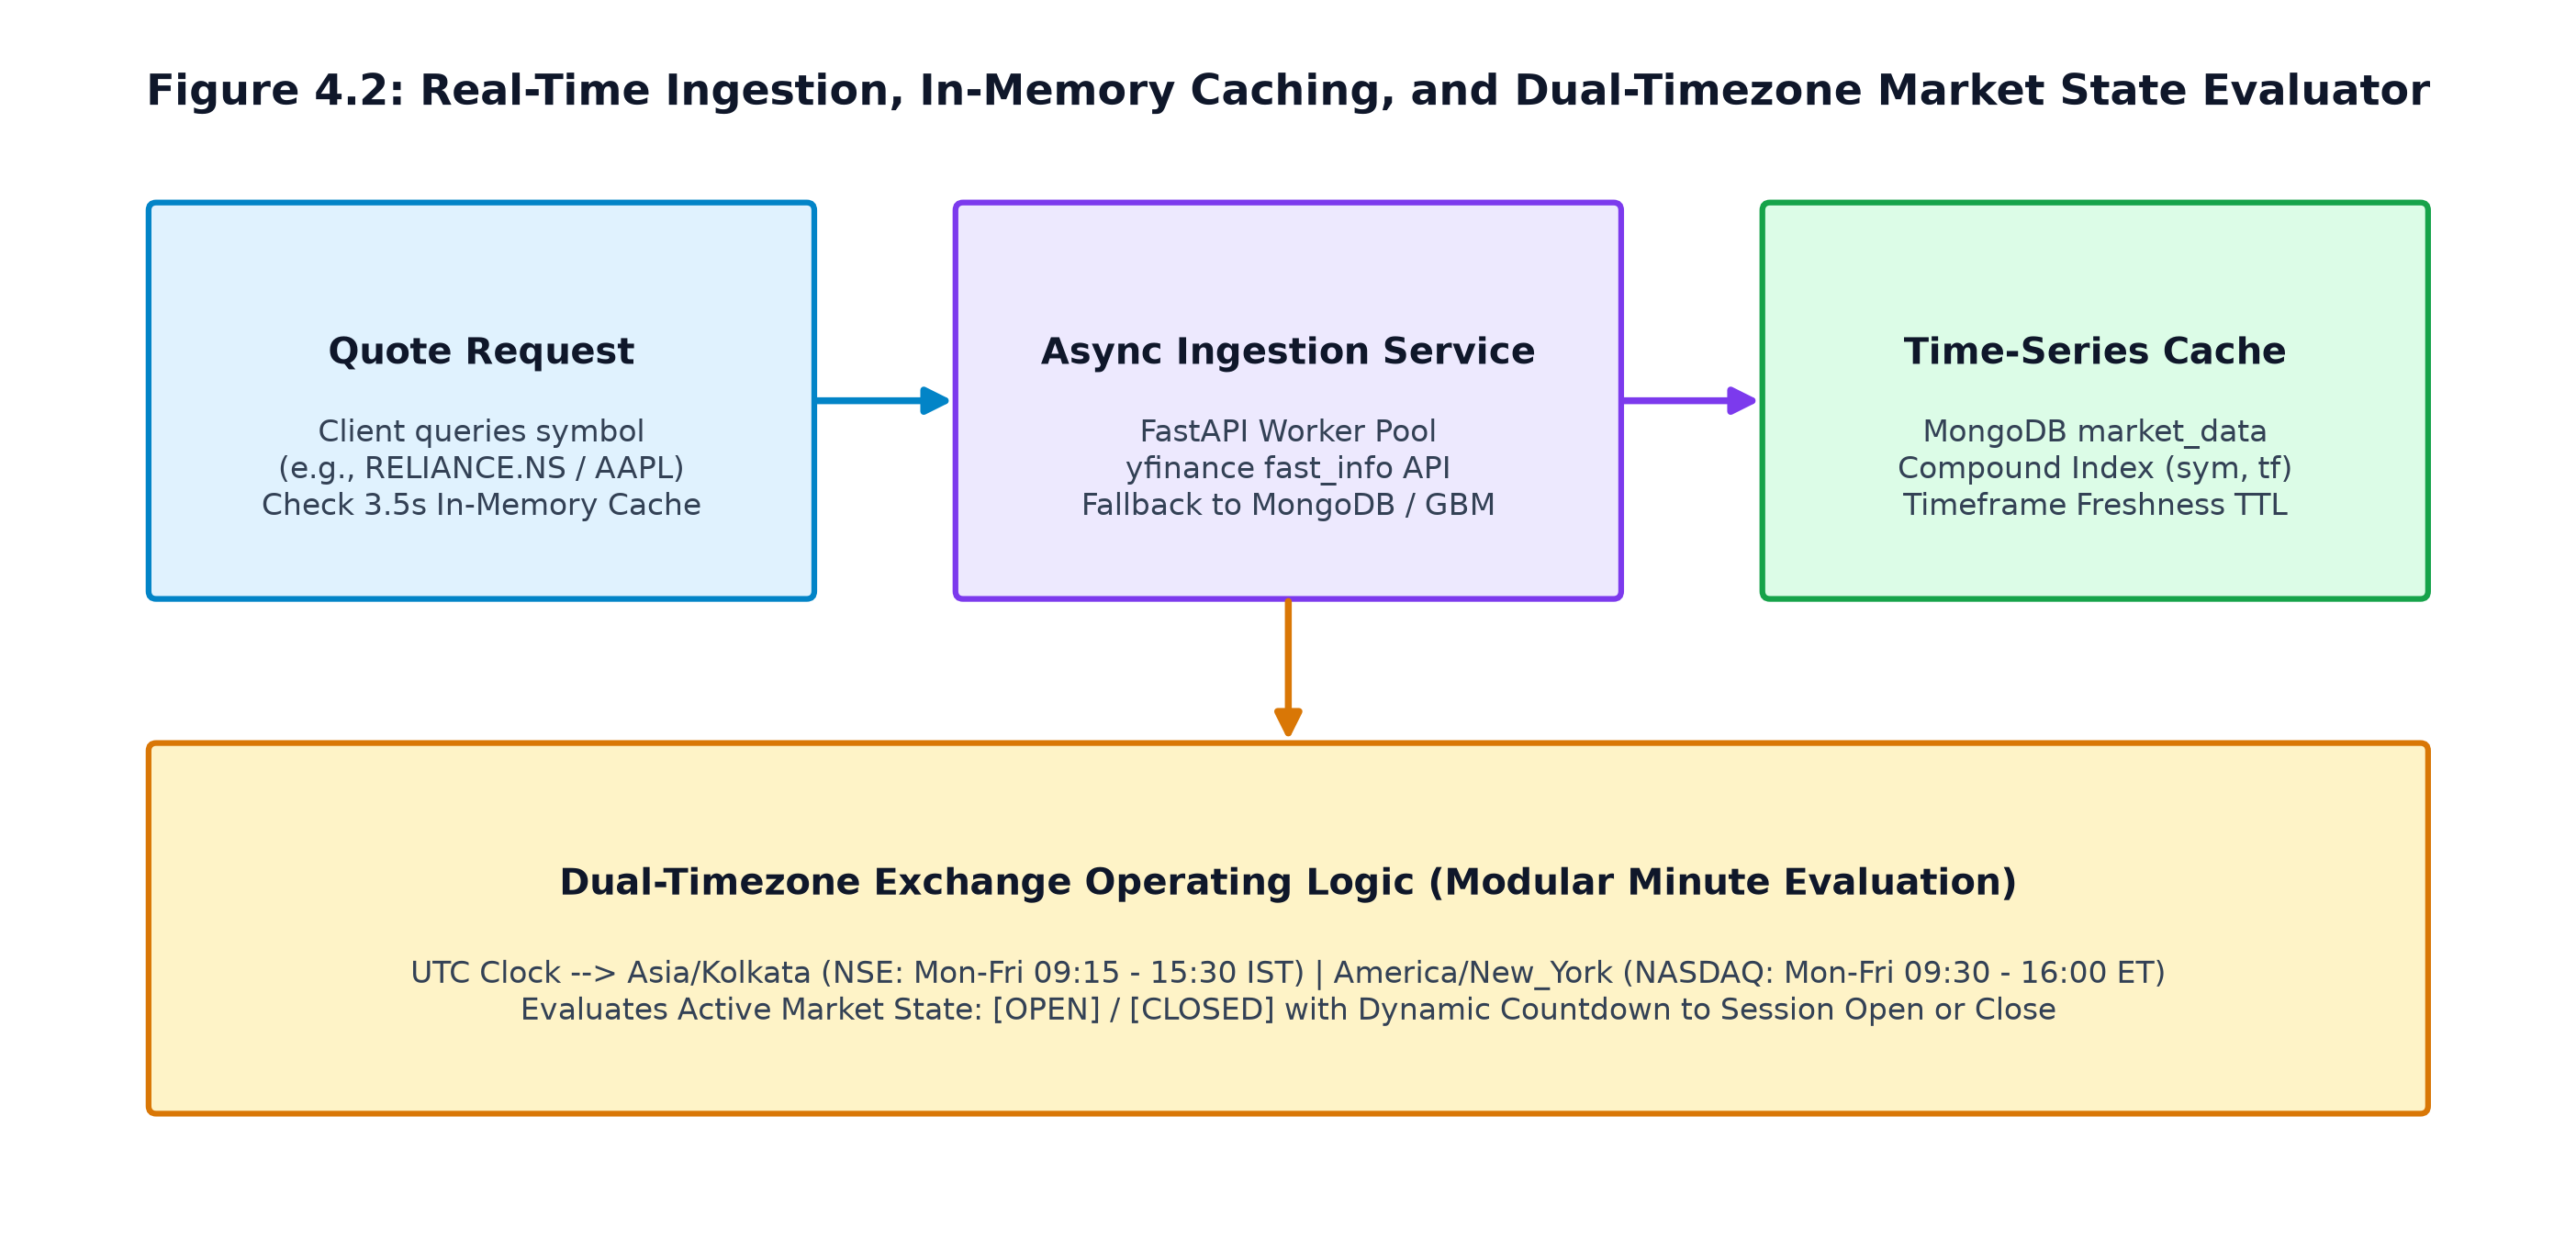 Figure 4.2: Real-Time Ingestion, In-Memory Caching, and Dual-Timezone Market State Evaluator
Quote Request
Client queries symbol
(e.g., RELIANCE.NS / AAPL)
Check 3.5s In-Memory Cache
Async Ingestion Service
FastAPI Worker Pool
yfinance fast_info API
Fallback to MongoDB / GBM
Time-Series Cache
MongoDB market_data
Compound Index (sym, tf)
Timeframe Freshness TTL
Dual-Timezone Exchange Operating Logic (Modular Minute Evaluation)
UTC Clock --> Asia/Kolkata (NSE: Mon-Fri 09:15 - 15:30 IST) | America/New_York (NASDAQ: Mon-Fri 09:30 - 16:00 ET)
Evaluates Active Market State: [OPEN] / [CLOSED] with Dynamic Countdown to Session Open or Close